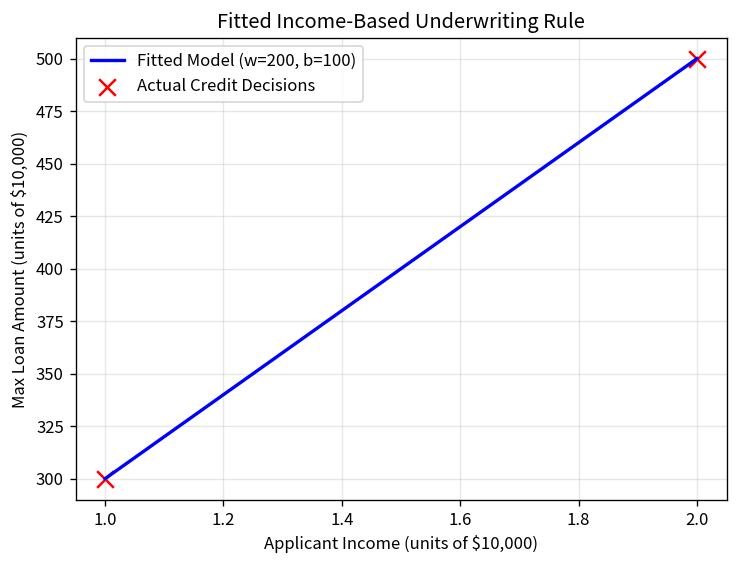 Fitted Income-Based Underwriting Rule
Fitted Model (w=200, b=100)
Actual Credit Decisions
500
475
450
425
400
375
350
325
300
Max Loan Amount (units of $10,000)
1.0 1.2 1.4 1.6 1.8 2.0
Applicant Income (units of $10,000)